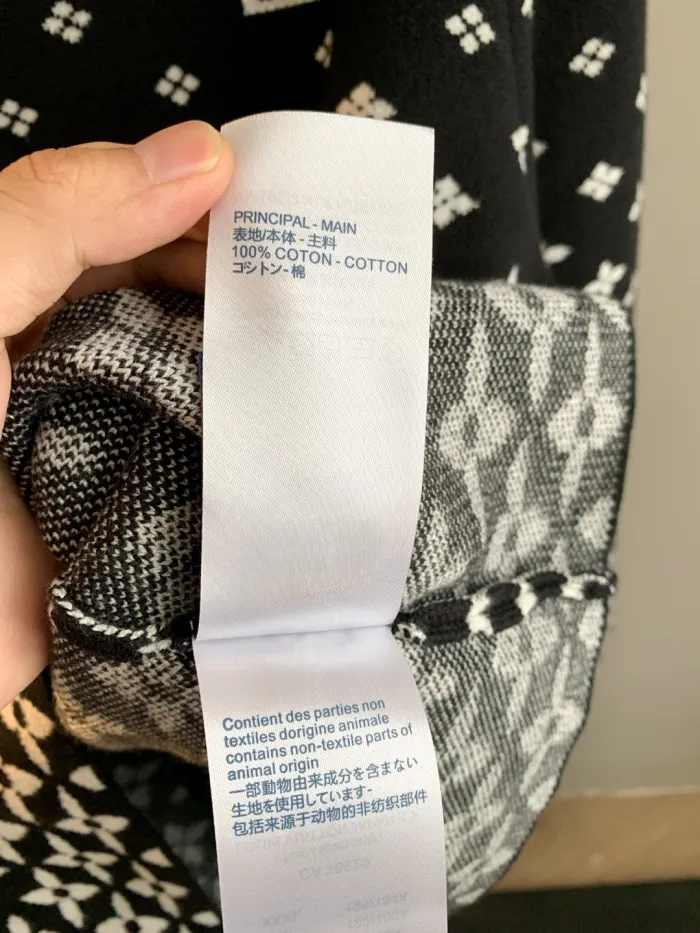 PRINCIPAL - MAIN
表地/本体 - 主料
100% COTON - COTTON
コシトン - 棉
Contient des parties non
textiles dorigine animale
contains non-textile parts of
animal origin
一部動物由来成分を含まない
生地を使用しています-
包括来源于动物的非纺织部件